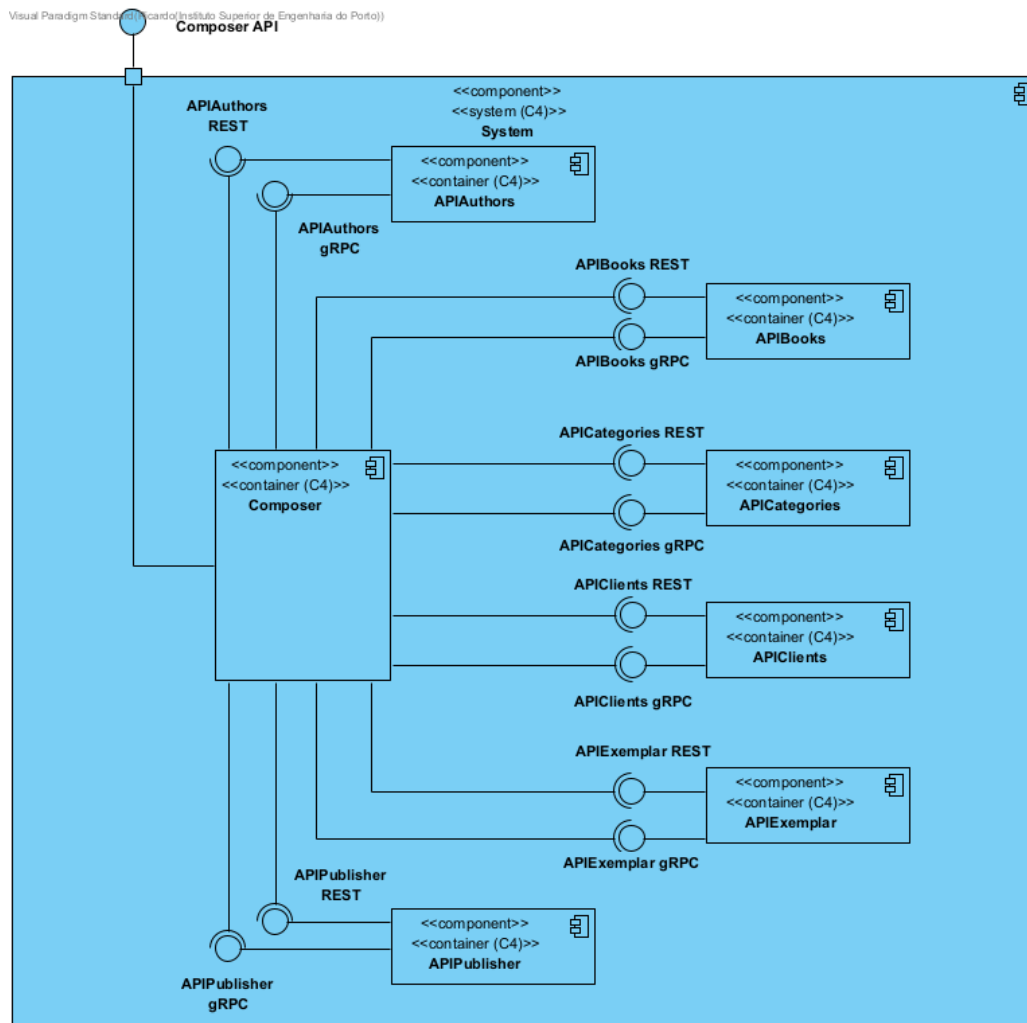 Visual Paradigm Standard(Ricardo(Instituto Superior de Engenharia do Porto))
Composer API
<<component>>
<<system (C4)>>
System
APIAuthors
REST
<<component>>
<<container (C4)>>
APIAuthors
APIAuthors
gRPC
APIBooks REST
<<component>>
<<container (C4)>>
APIBooks
APIBooks gRPC
APICategories REST
<<component>>
<<container (C4)>>
Composer
<<component>>
<<container (C4)>>
APICategories
APICategories gRPC
APIClients REST
<<component>>
<<container (C4)>>
APIClients
APIClients gRPC
APIExemplar REST
<<component>>
<<container (C4)>>
APIExemplar
APIExemplar gRPC
APIPublisher
REST
<<component>>
<<container (C4)>>
APIPublisher
APIPublisher
gRPC